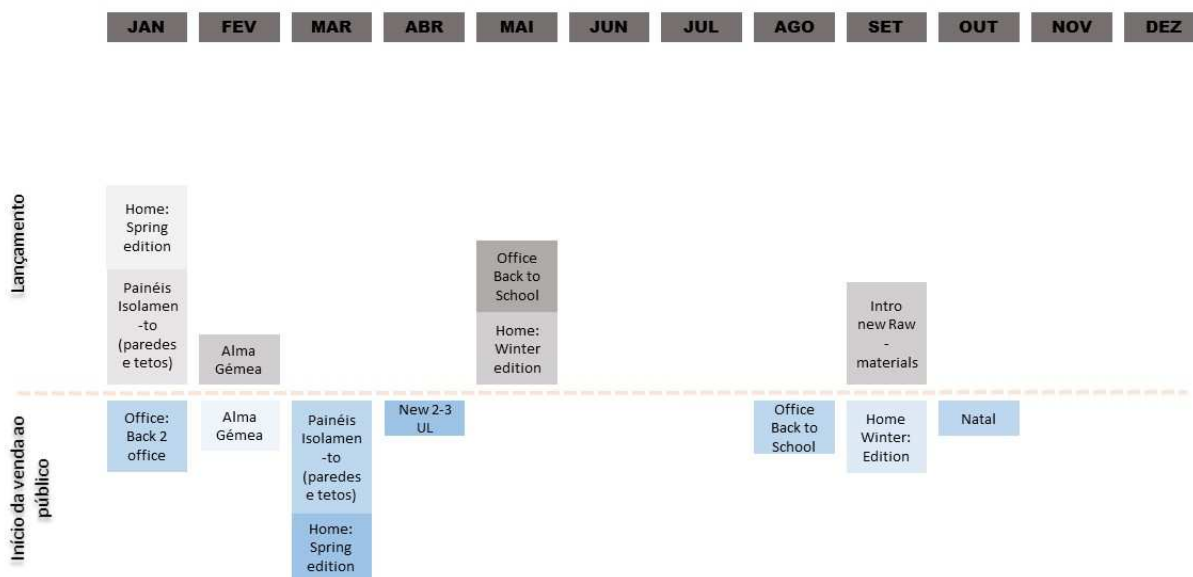 JAN FEV MAR ABR MAI JUN JUL AGO SET OUT NOV DEZ
Lançamento
Home:
Spring
edition
Painéis
Isolamen
-to
(paredes
e tetos)
Alma
Gémea
Office
Back to
School
Home:
Winter
edition
Intro
new Raw
-
materials
Início da venda ao
público
Office:
Back 2
office
Alma
Gémea
Painéis
Isolamen
-to
(paredes
e tetos)
Home:
Spring
edition
New 2-3
UL
Office
Back to
School
Home
Winter:
Edition
Natal